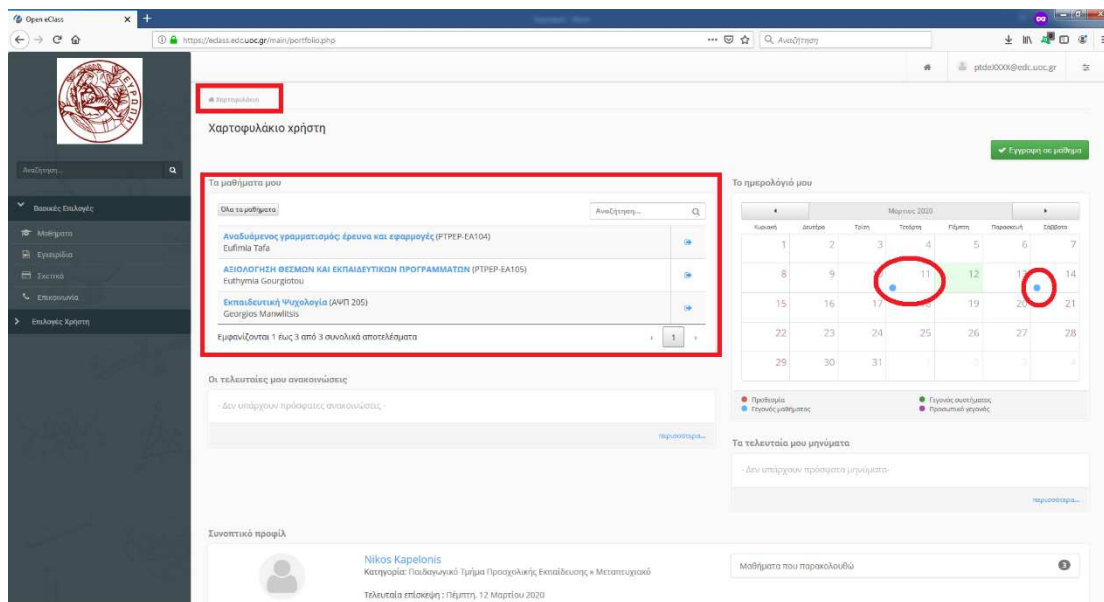 Open eClass
https://eclass.edc.uoc.gr/main/portfolio.php
Αναζήτηση
ptdeXXXX@edc.uoc.gr
Χαρτοφυλάκιο
Χαρτοφυλάκιο χρήστη
Εγγραφή σε μάθημα
Αναζήτηση...
Βασικές Επιλογές
Μαθήματα
Εγχειρίδια
Σχετικά
Επικοινωνία
Επιλογές Χρήστη
Τα μαθήματα μου
Όλα τα μαθήματα
Αναζήτηση...
Αναδυόμενος γραμματισμός: έρευνα και εφαρμογές (PTPEP-EA104)
Eufimia Tafa
ΑΞΙΟΛΟΓΗΣΗ ΘΕΣΜΩΝ ΚΑΙ ΕΚΠΑΙΔΕΥΤΙΚΩΝ ΠΡΟΓΡΑΜΜΑΤΩΝ (PTPEP-EA105)
Euthymia Gourgiotou
Εκπαιδευτική Ψυχολογία (ΑΨΠ 205)
Georgios Manwlitsis
Εμφανίζονται 1 έως 3 από 3 συνολικά αποτελέσματα
1
Το ημερολόγιό μου
Μάρτιος 2020
Κυριακή Δευτέρα Τρίτη Τετάρτη Πέμπτη Παρασκευή Σάββατο
1 2 3 4 5 6 7
8 9 10 11 12 13 14
15 16 17 18 19 20 21
22 23 24 25 26 27 28
29 30 31
Προθεσμία Γεγονός συστήματος
Γεγονός μαθήματος Προσωπικό γεγονός
Οι τελευταίες μου ανακοινώσεις
- Δεν υπάρχουν πρόσφατες ανακοινώσεις -
περισσότερα...
Τα τελευταία μου μηνύματα
- Δεν υπάρχουν πρόσφατα μηνύματα-
περισσότερα...
Συνοπτικό προφίλ
Nikos Kapelonis
Κατηγορία: Παιδαγωγικό Τμήμα Προσχολικής Εκπαίδευσης » Μεταπτυχιακό
Τελευταία επίσκεψη : Πέμπτη, 12 Μαρτίου 2020
Μαθήματα που παρακολουθώ 3